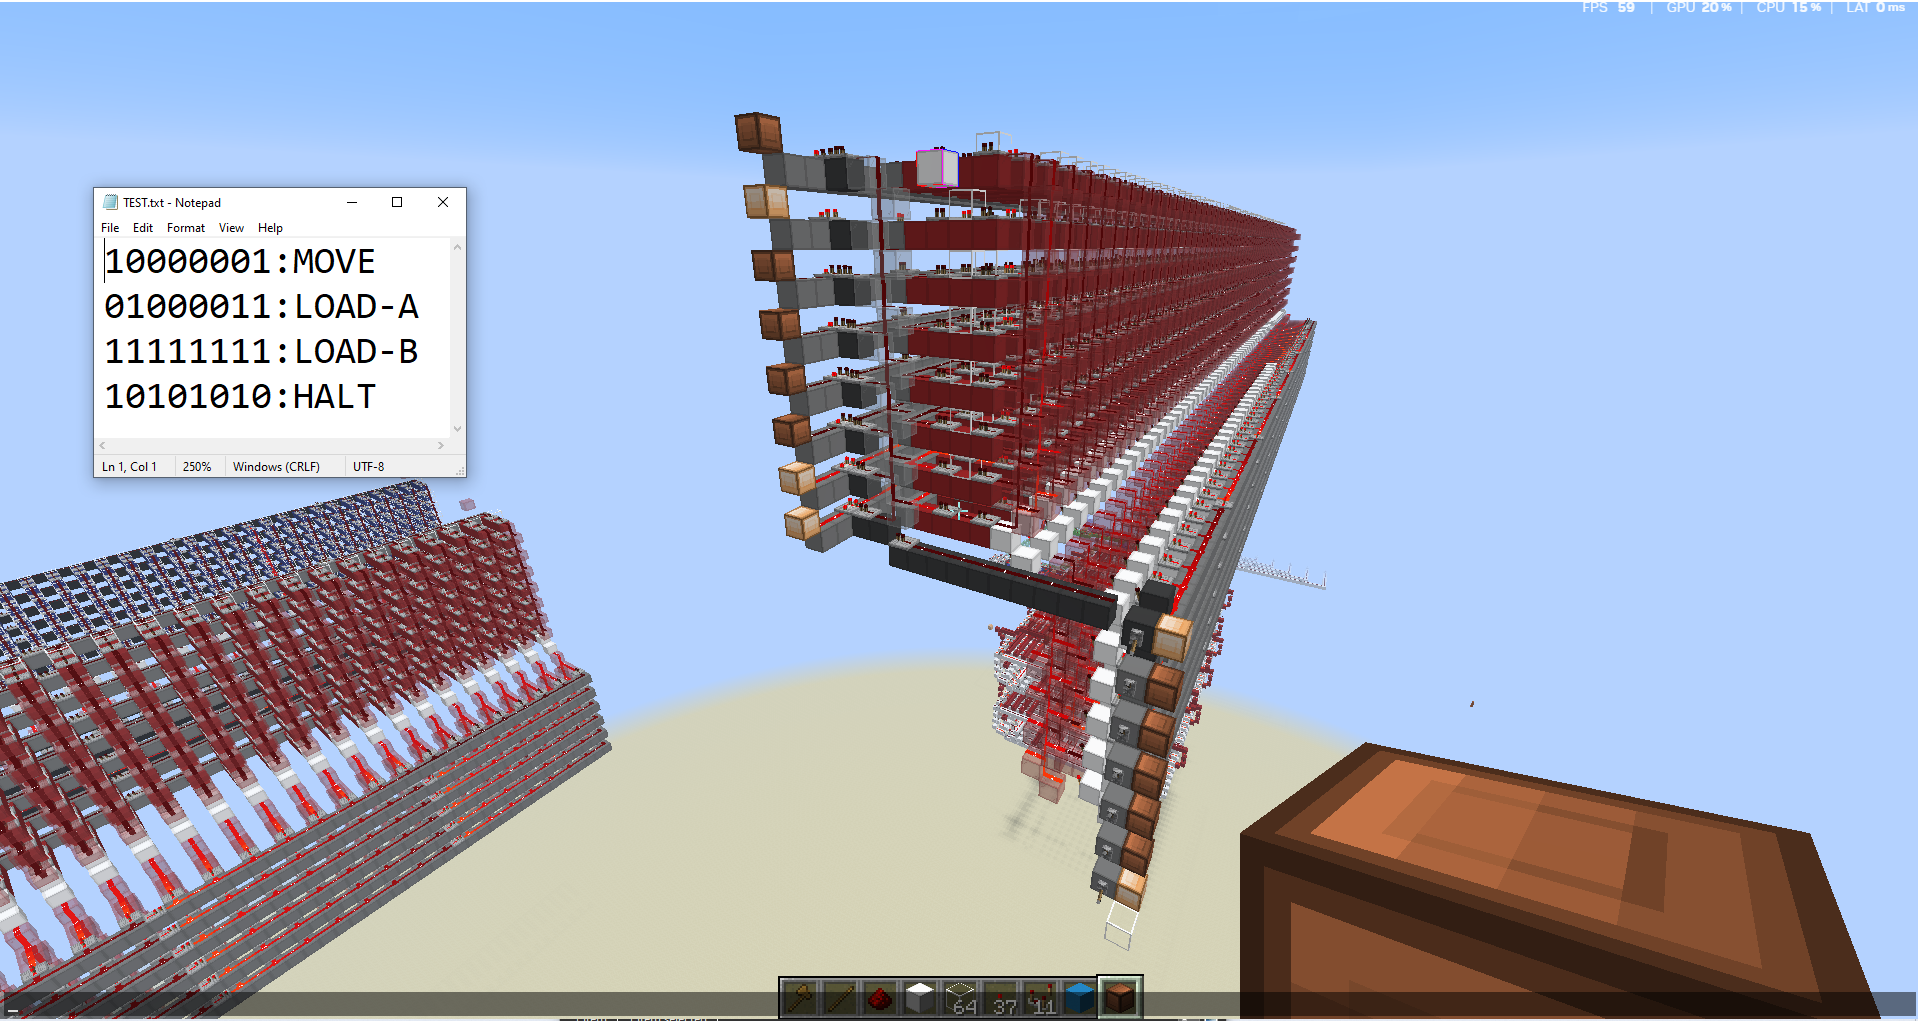 FPS 59 | GPU 20% | CPU 15% | LAT 0 ms
TEST.txt - Notepad
File Edit Format View Help
10000001:MOVE
01000011:LOAD-A
11111111:LOAD-B
10101010:HALT
Ln 1, Col 1 250% Windows (CRLF) UTF-8
_
64 37 11